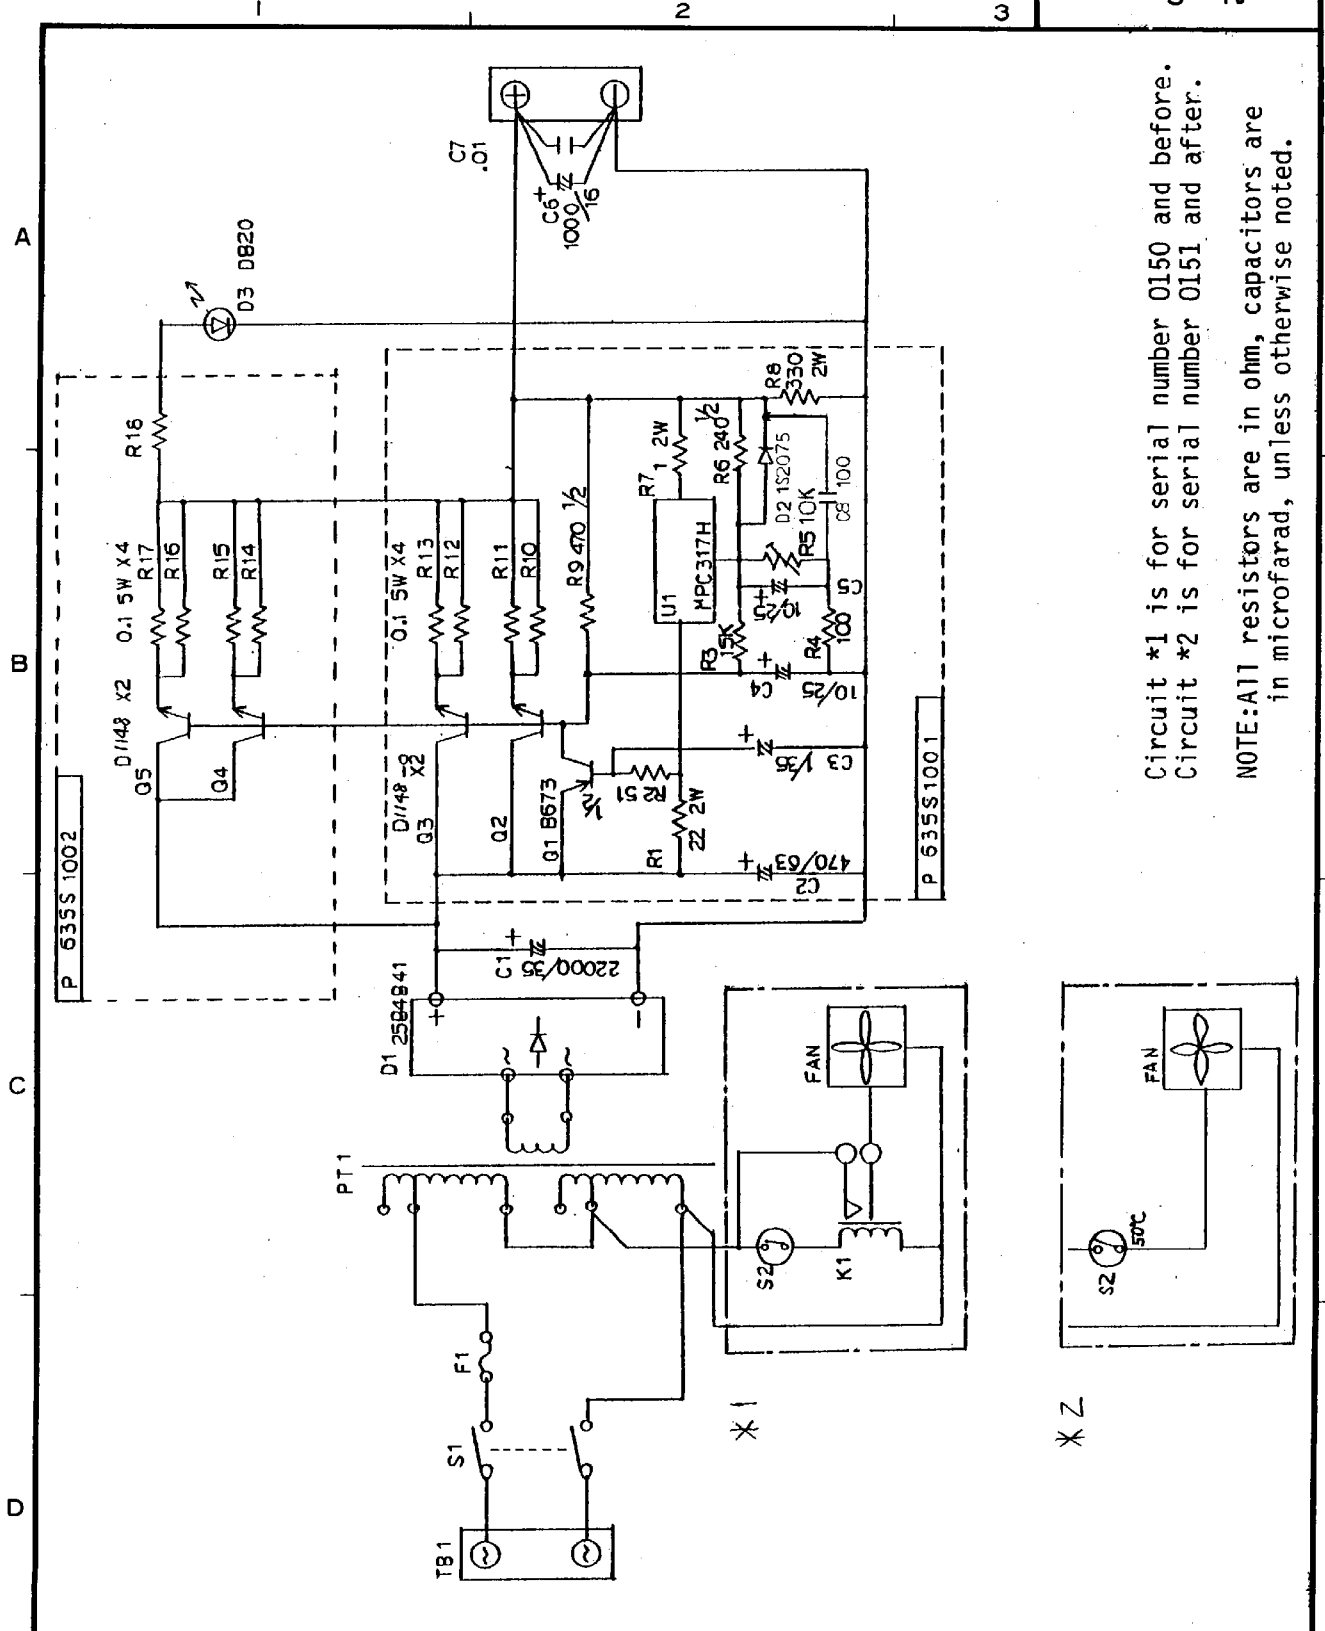 1
2
3
A
B
C
D
C7
.01
C6
+
1000/16
D3 D820
R18
P 635S1002
0.1 5W X4
R17
R16
R15
R14
D1148 X2
Q5
Q4
0.1 5W X4
R13
R12
R11
R10
D1148-O
X2
Q3
Q2
Q1 B673
R9 470 1/2
R8
330
2W
R7
1 2W
R6 240
1/2
U1
MPC317H
D2 1S2075
R5 10K
C8 100
C5
10/25
+
R3
15K
R4
100
C4
+
10/25
R2 51
1/2
C3 1/35
+
R1
22 2W
C2
470/63
+
P 635S1001
C1
+
22000/35
D1
25B4B41
+
-
~
~
PT1
FAN
S2
K1
*1
FAN
S2
50℃
*2
F1
S1
TB1
~
~
Circuit *1 is for serial number 0150 and before.
Circuit *2 is for serial number 0151 and after.
NOTE:All resistors are in ohm, capacitors are
in microfarad, unless otherwise noted.